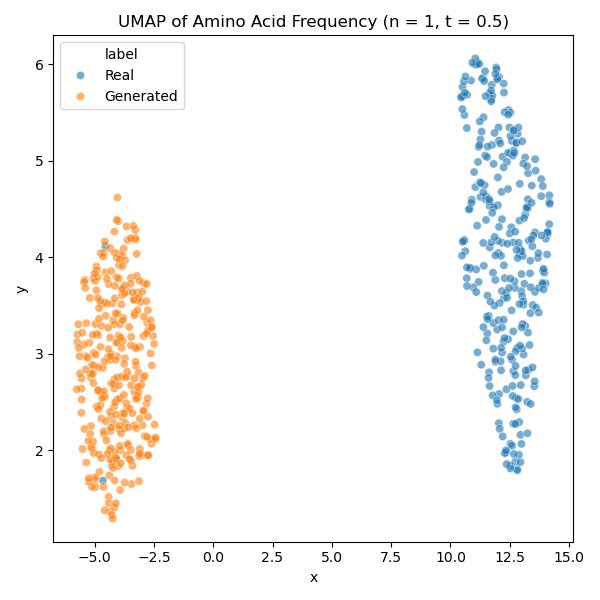 UMAP of Amino Acid Frequency (n = 1, t = 0.5)
label
Real
Generated
6
5
4
3
2
y
−5.0 −2.5 0.0 2.5 5.0 7.5 10.0 12.5 15.0
x